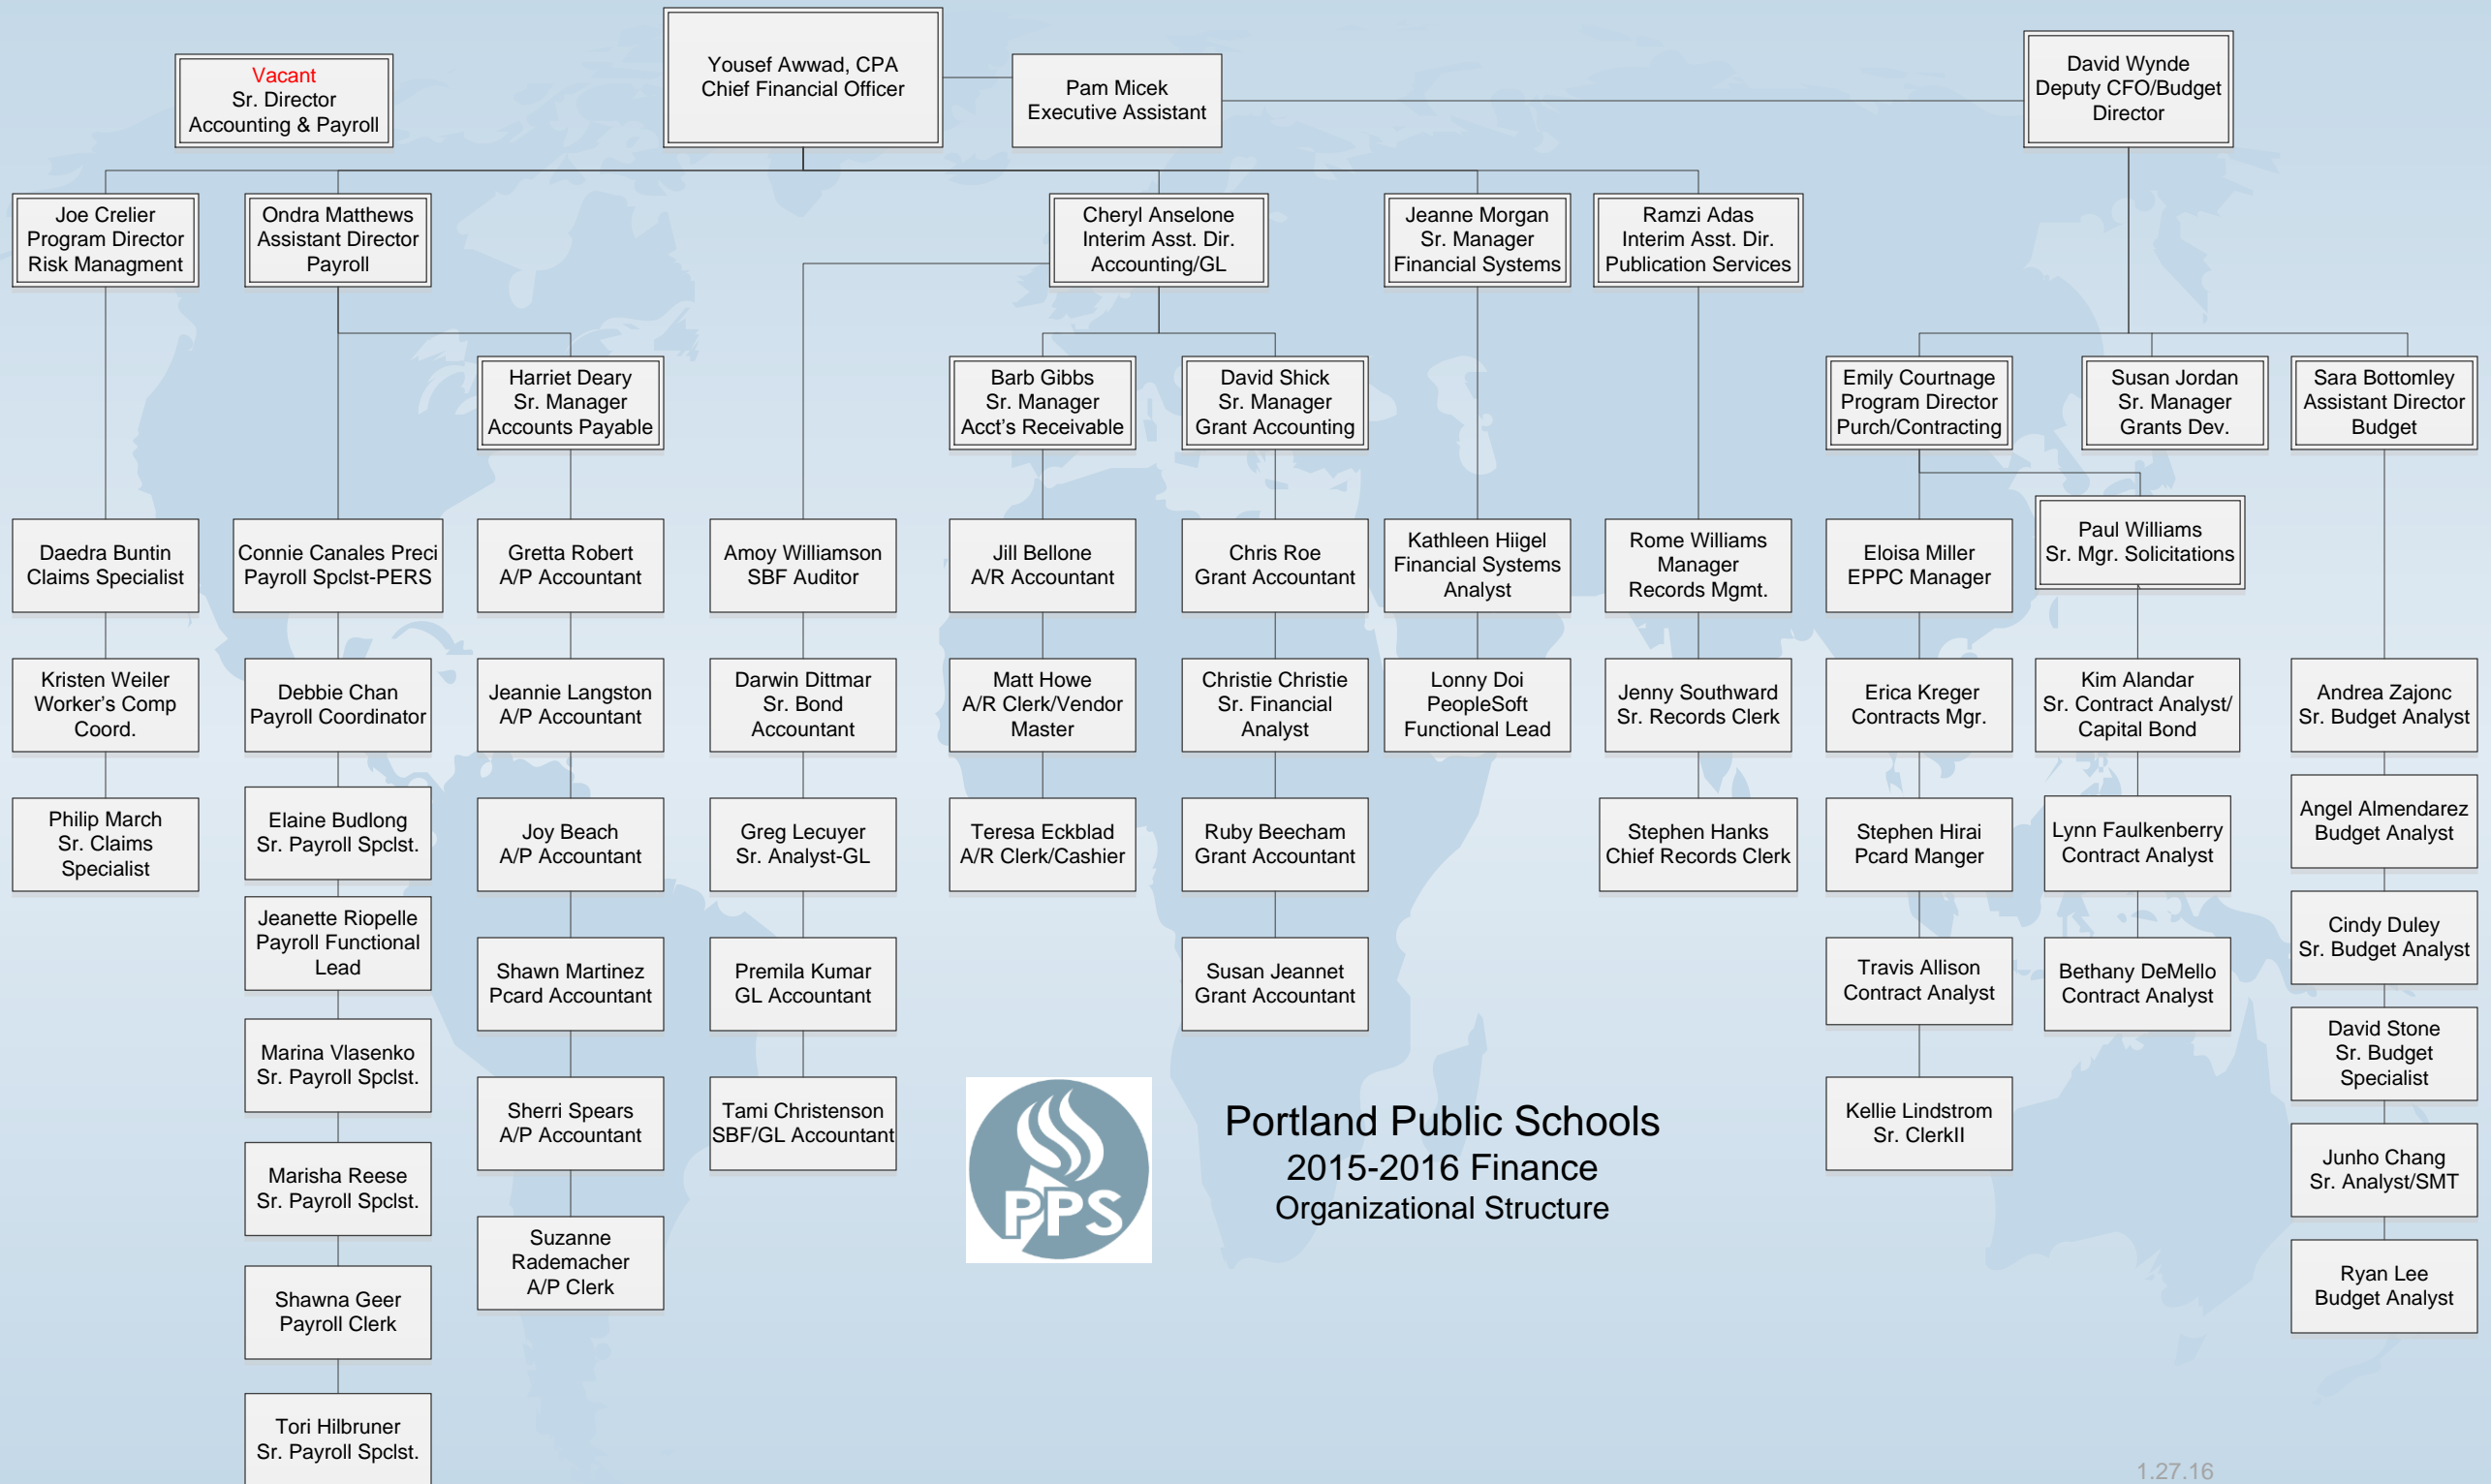 Vacant
Sr. Director
Accounting & Payroll
Yousef Awwad, CPA
Chief Financial Officer
Pam Micek
Executive Assistant
David Wynde
Deputy CFO/Budget
Director
Joe Crelier
Program Director
Risk Managment
Ondra Matthews
Assistant Director
Payroll
Cheryl Anselone
Interim Asst. Dir.
Accounting/GL
Jeanne Morgan
Sr. Manager
Financial Systems
Ramzi Adas
Interim Asst. Dir.
Publication Services
Harriet Deary
Sr. Manager
Accounts Payable
Barb Gibbs
Sr. Manager
Acct's Receivable
David Shick
Sr. Manager
Grant Accounting
Emily Courtnage
Program Director
Purch/Contracting
Susan Jordan
Sr. Manager
Grants Dev.
Sara Bottomley
Assistant Director
Budget
Daedra Buntin
Claims Specialist
Connie Canales Preci
Payroll Spclst-PERS
Gretta Robert
A/P Accountant
Amoy Williamson
SBF Auditor
Jill Bellone
A/R Accountant
Chris Roe
Grant Accountant
Kathleen Hiigel
Financial Systems
Analyst
Rome Williams
Manager
Records Mgmt.
Eloisa Miller
EPPC Manager
Paul Williams
Sr. Mgr. Solicitations
Kristen Weiler
Worker's Comp
Coord.
Debbie Chan
Payroll Coordinator
Jeannie Langston
A/P Accountant
Darwin Dittmar
Sr. Bond
Accountant
Matt Howe
A/R Clerk/Vendor
Master
Christie Christie
Sr. Financial
Analyst
Lonny Doi
PeopleSoft
Functional Lead
Jenny Southward
Sr. Records Clerk
Erica Kreger
Contracts Mgr.
Kim Alandar
Sr. Contract Analyst/
Capital Bond
Andrea Zajonc
Sr. Budget Analyst
Philip March
Sr. Claims
Specialist
Elaine Budlong
Sr. Payroll Spclst.
Joy Beach
A/P Accountant
Greg Lecuyer
Sr. Analyst-GL
Teresa Eckblad
A/R Clerk/Cashier
Ruby Beecham
Grant Accountant
Stephen Hanks
Chief Records Clerk
Stephen Hirai
Pcard Manger
Lynn Faulkenberry
Contract Analyst
Angel Almendarez
Budget Analyst
Jeanette Riopelle
Payroll Functional
Lead
Shawn Martinez
Pcard Accountant
Premila Kumar
GL Accountant
Susan Jeannet
Grant Accountant
Travis Allison
Contract Analyst
Bethany DeMello
Contract Analyst
Cindy Duley
Sr. Budget Analyst
Marina Vlasenko
Sr. Payroll Spclst.
David Stone
Sr. Budget
Specialist
Sherri Spears
A/P Accountant
Tami Christenson
SBF/GL Accountant
Kellie Lindstrom
Sr. ClerkII
Junho Chang
Sr. Analyst/SMT
Marisha Reese
Sr. Payroll Spclst.
Suzanne
Rademacher
A/P Clerk
Ryan Lee
Budget Analyst
Shawna Geer
Payroll Clerk
Tori Hilbruner
Sr. Payroll Spclst.
PPS
Portland Public Schools
2015-2016 Finance
Organizational Structure
1.27.16